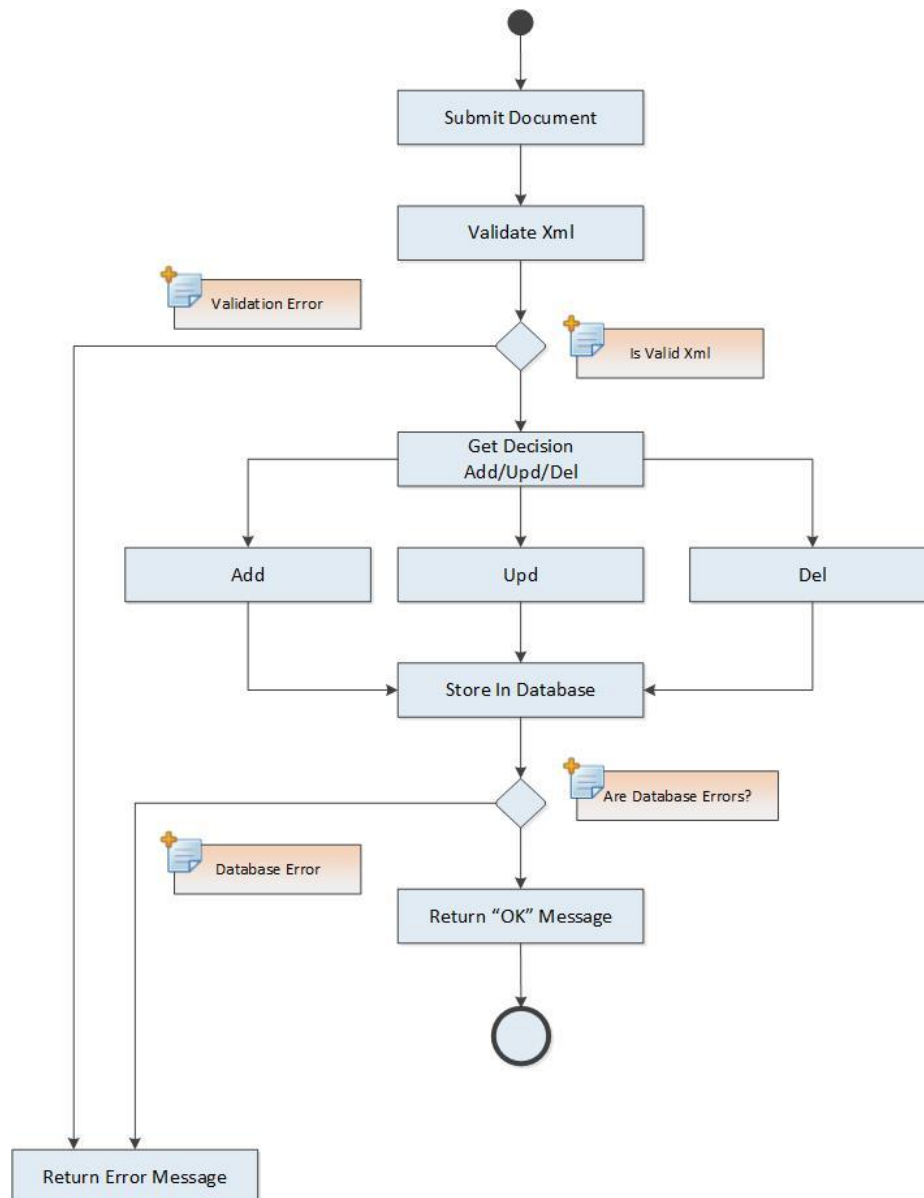 Submit Document
Validate Xml
Validation Error
Is Valid Xml
Get Decision
Add/Upd/Del
Add
Upd
Del
Store In Database
Are Database Errors?
Database Error
Return “OK” Message
Return Error Message